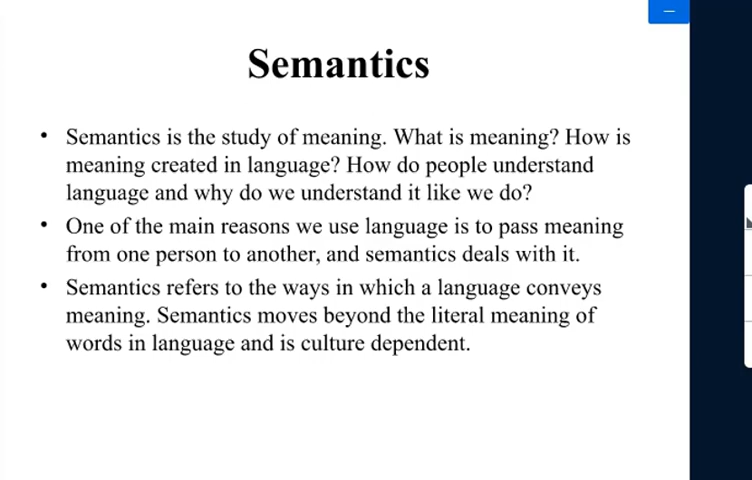 Semantics
• Semantics is the study of meaning. What is meaning? How is
meaning created in language? How do people understand
language and why do we understand it like we do?
• One of the main reasons we use language is to pass meaning
from one person to another, and semantics deals with it.
• Semantics refers to the ways in which a language conveys
meaning. Semantics moves beyond the literal meaning of
words in language and is culture dependent.